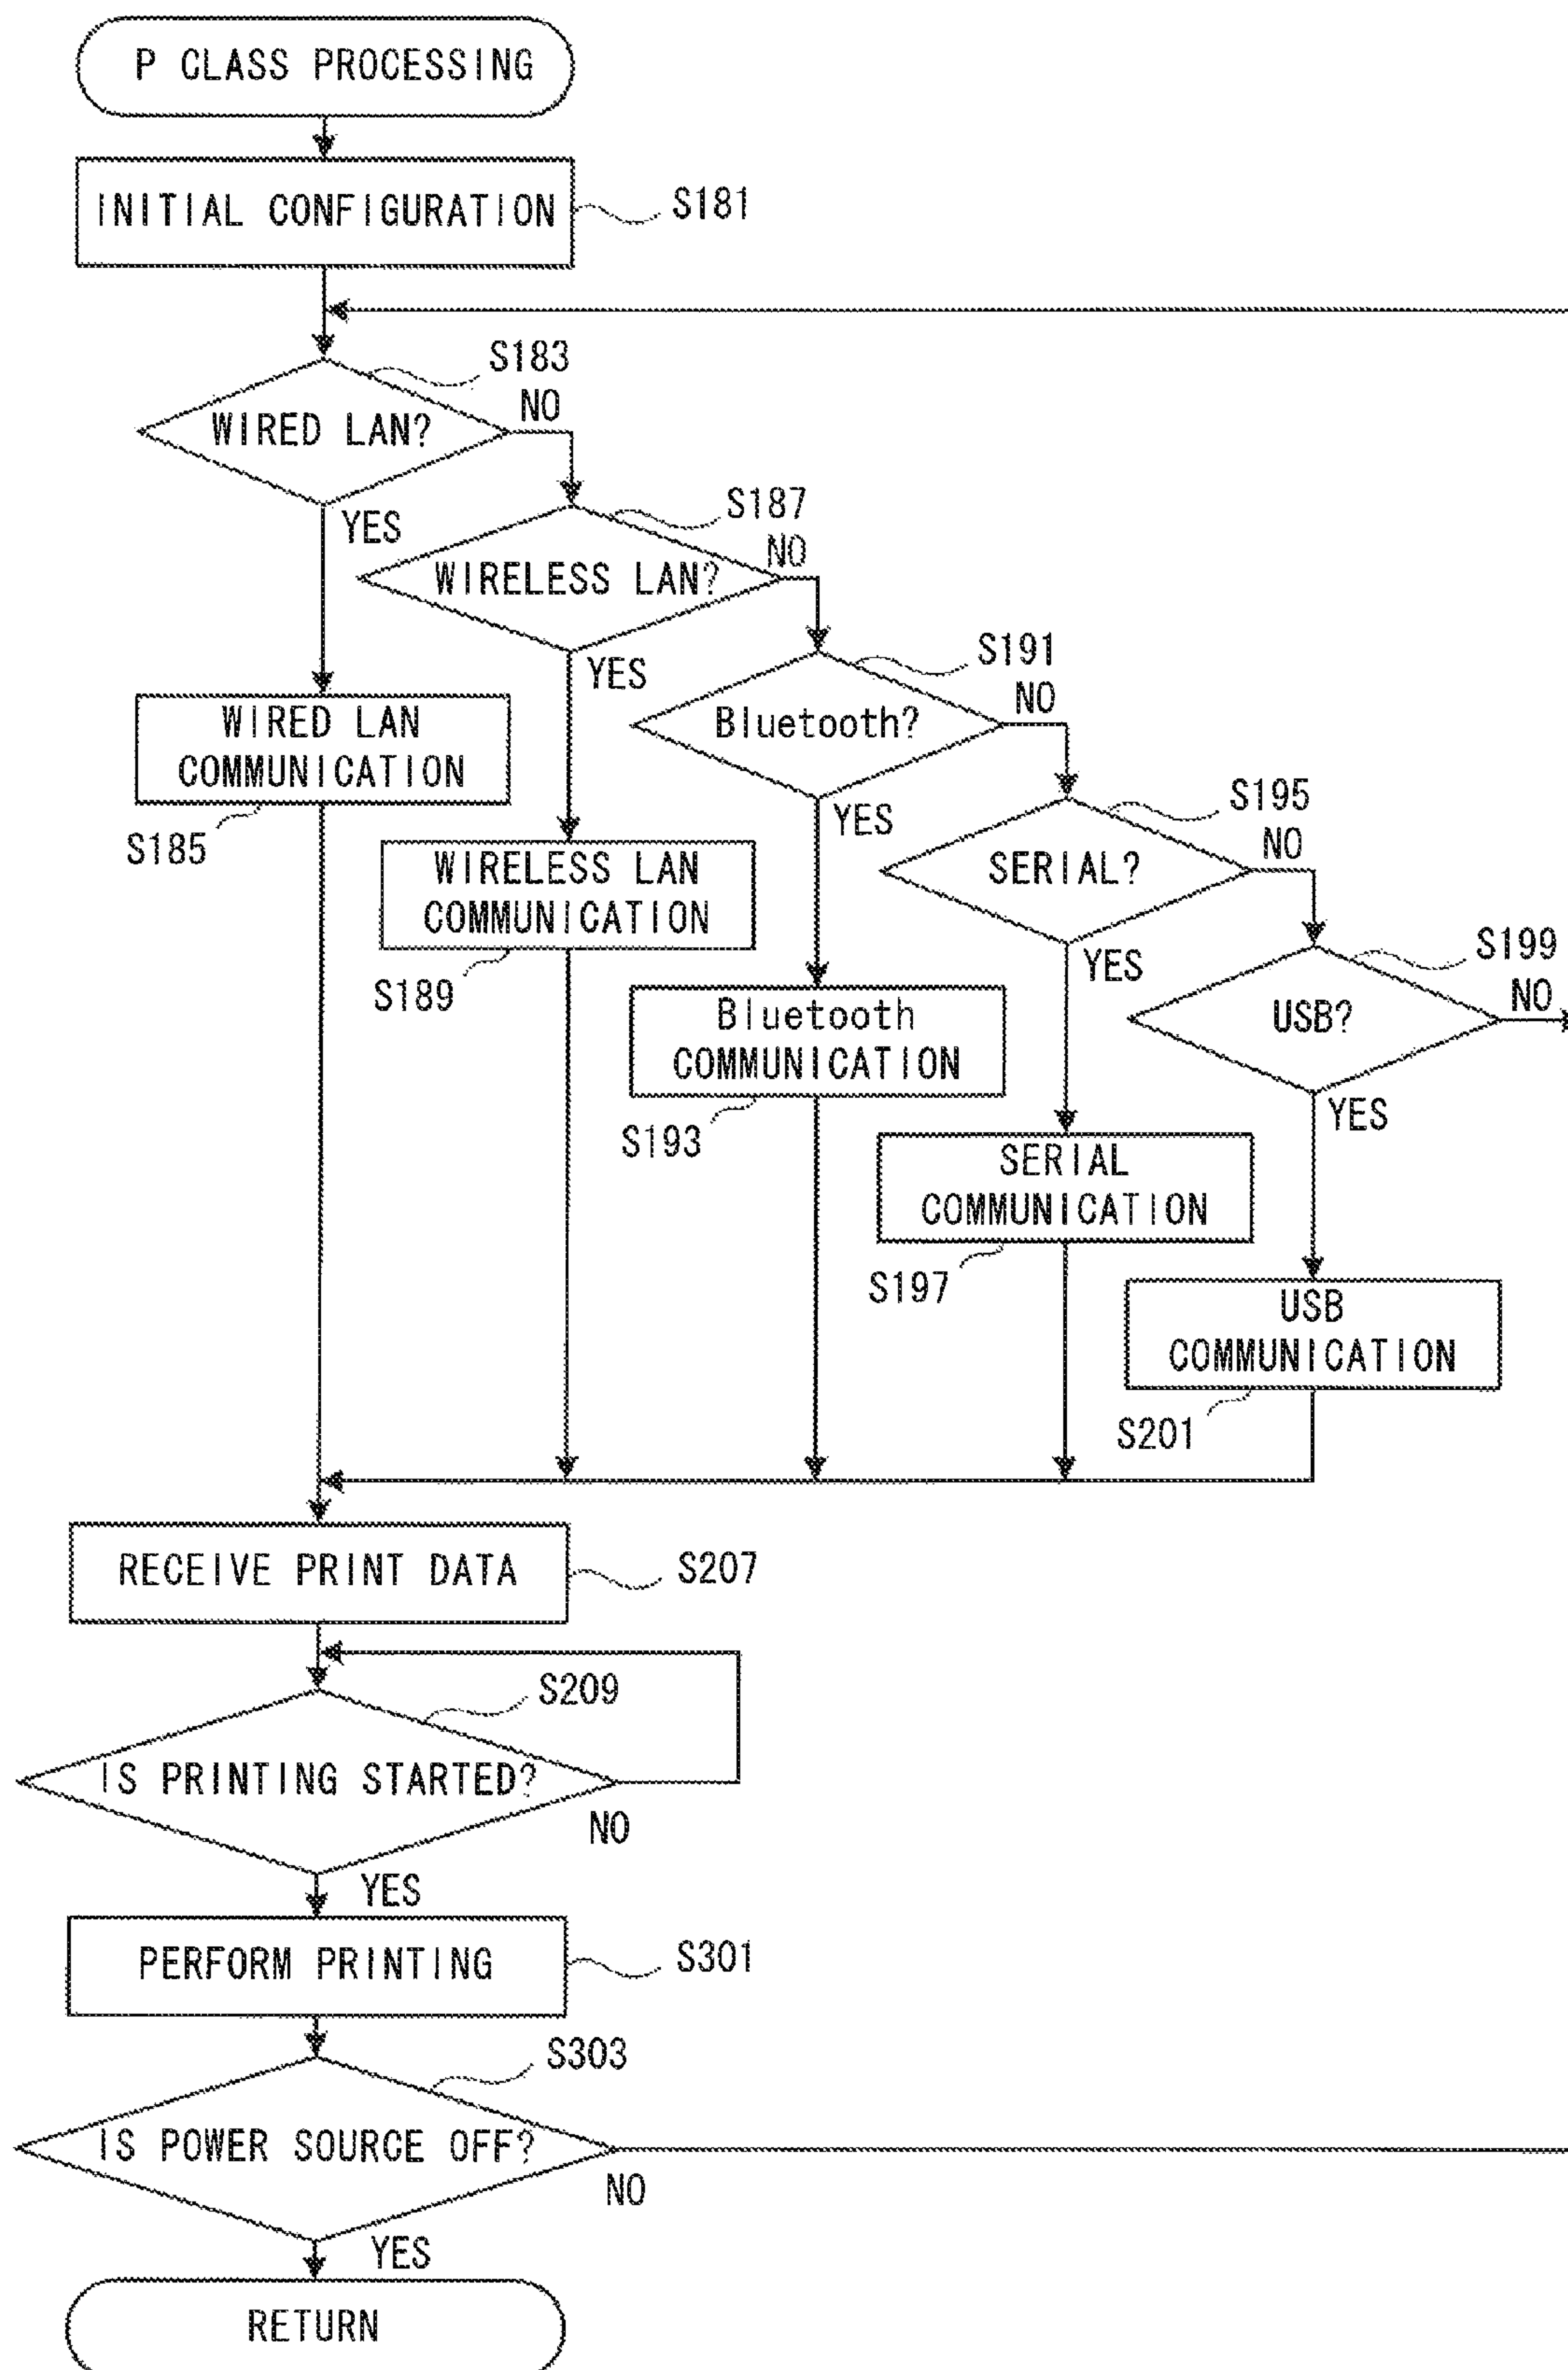 P CLASS PROCESSING
INITIAL CONFIGURATION
S181
S183
NO
WIRED LAN?
YES
S187
NO
WIRELESS LAN?
YES
S191
NO
Bluetooth?
YES
WIRED LAN
COMMUNICATION
S185
S195
NO
SERIAL?
YES
WIRELESS LAN
COMMUNICATION
S189
S199
NO
USB?
YES
Bluetooth
COMMUNICATION
S193
SERIAL
COMMUNICATION
S197
USB
COMMUNICATION
S201
RECEIVE PRINT DATA
S207
S209
IS PRINTING STARTED?
NO
YES
PERFORM PRINTING
S301
S303
IS POWER SOURCE OFF?
NO
YES
RETURN